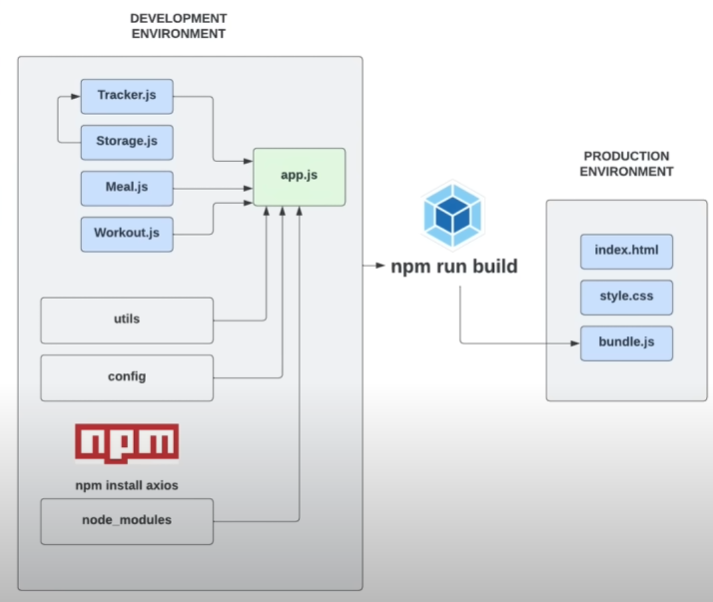 DEVELOPMENT
ENVIRONMENT
Tracker.js
Storage.js
Meal.js
Workout.js
app.js
utils
config
npm
npm install axios
node_modules
npm run build
PRODUCTION
ENVIRONMENT
index.html
style.css
bundle.js